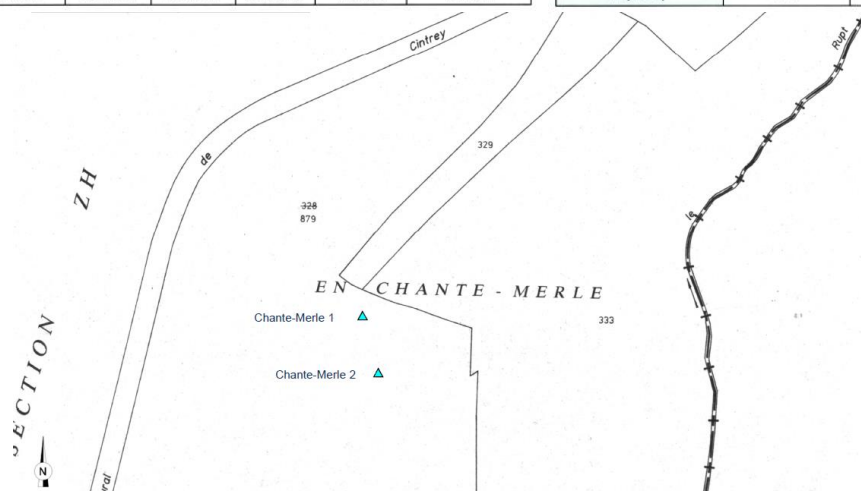 Cintrey
Rupt
de
329
ZH
328
879
le
EN CHANTE-MERLE
Chante-Merle 1
333
SECTION
Chante-Merle 2
N